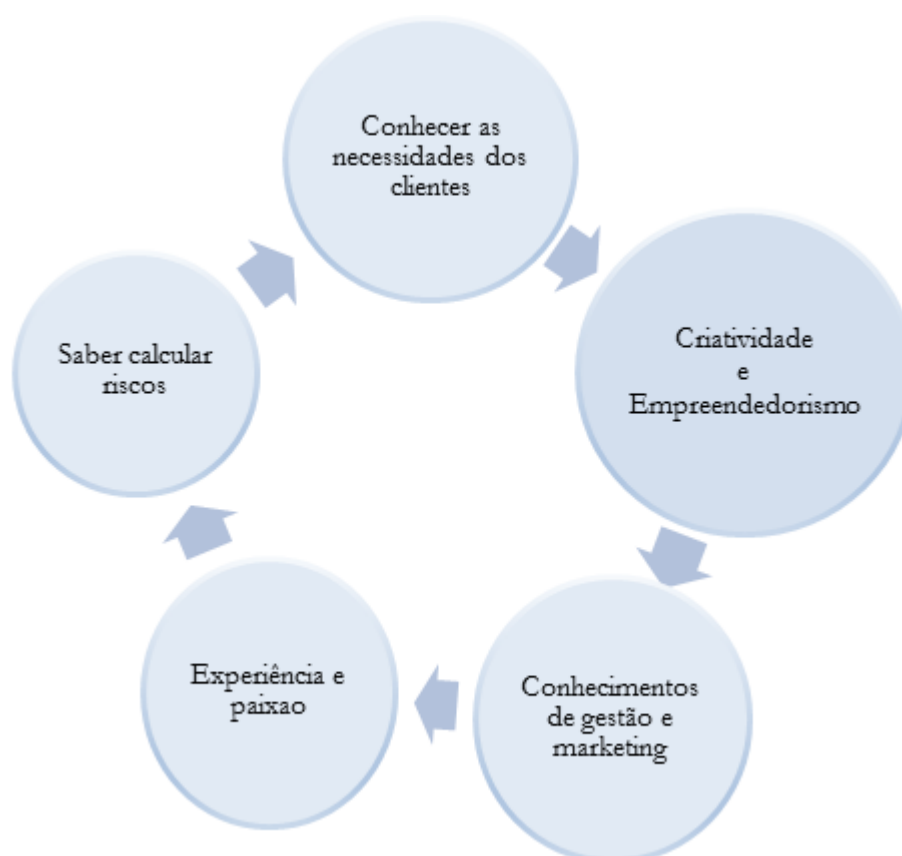 Conhecer as
necessidades dos
clientes
Criatividade
e
Empreendedorismo
Conhecimentos
de gestão e
marketing
Experiência e
paixao
Saber calcular
riscos